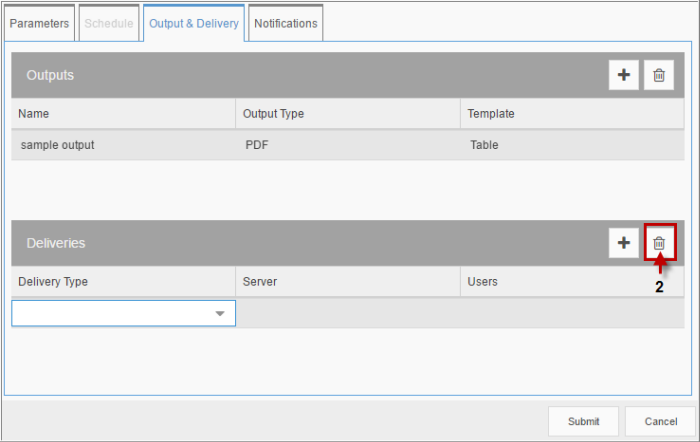 Parameters Schedule Output & Delivery Notifications
Outputs
Name Output Type Template
sample output PDF Table
Deliveries
Delivery Type Server Users
2
Submit Cancel